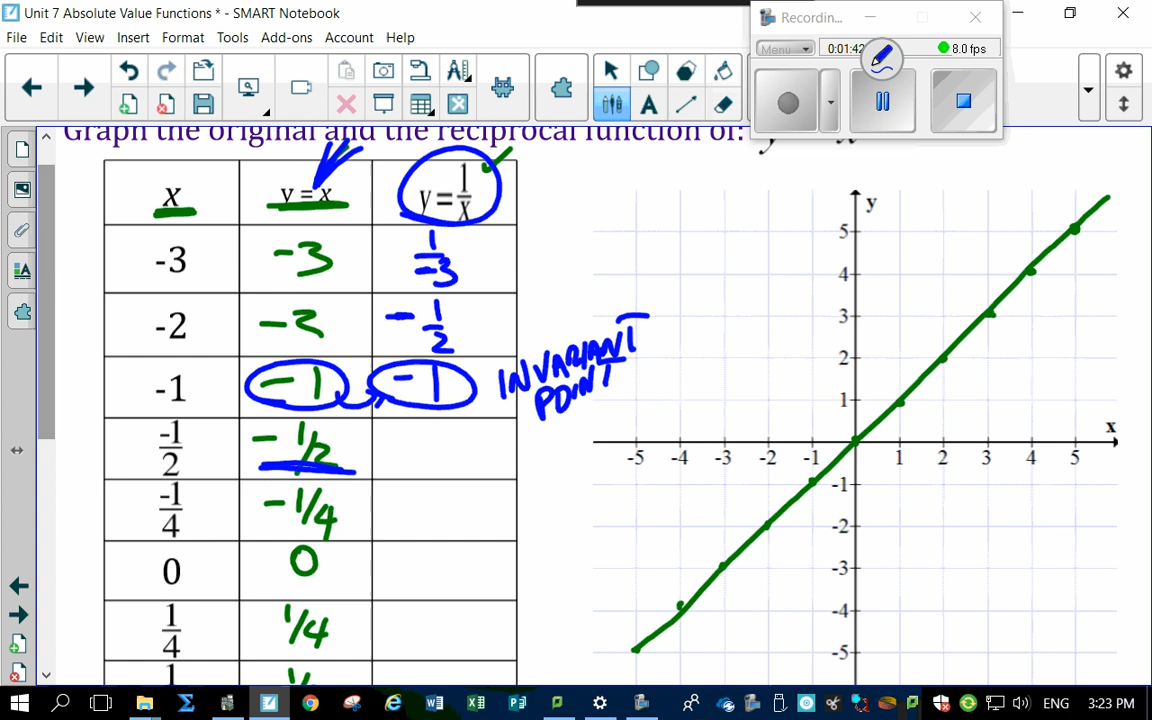 Unit 7 Absolute Value Functions * - SMART Notebook
Recordin...
File Edit View Insert Format Tools Add-ons Account Help
Menu 0:01:42 8.0 fps
Graph the original and the reciprocal function of: y x
x y = x y = 1/x
-3 -3 1/-3
-2 -2 -1/2
-1 -1 -1
INVARIANT
POINT
-1/2 -1/2
-1/4 -1/4
0 0
1/4 1/4
1 1/
y
5
4
3
2
1
x
-5 -4 -3 -2 -1 1 2 3 4 5
-1
-2
-3
-4
-5
ENG 3:23 PM